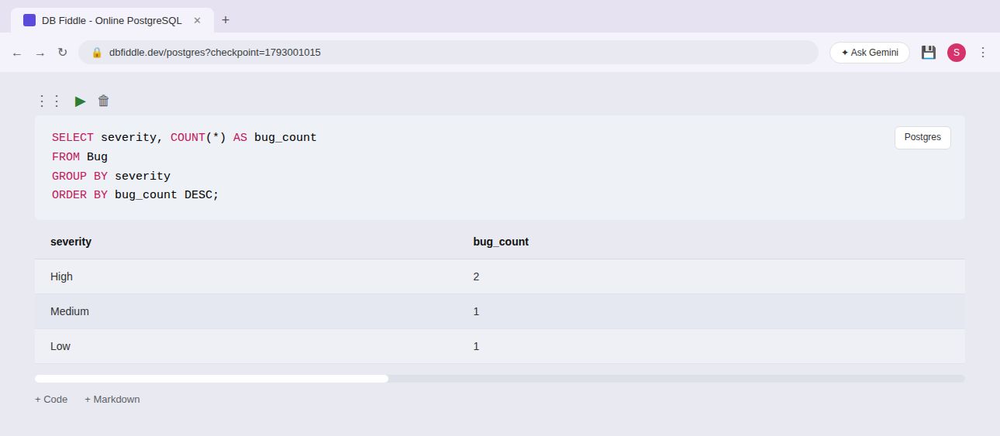 DB Fiddle - Online PostgreSQL
dbfiddle.dev/postgres?checkpoint=1793001015
✦ Ask Gemini
S
SELECT severity, COUNT(*) AS bug_count
FROM Bug
GROUP BY severity
ORDER BY bug_count DESC;
Postgres
severity bug_count
High 2
Medium 1
Low 1
+ Code + Markdown